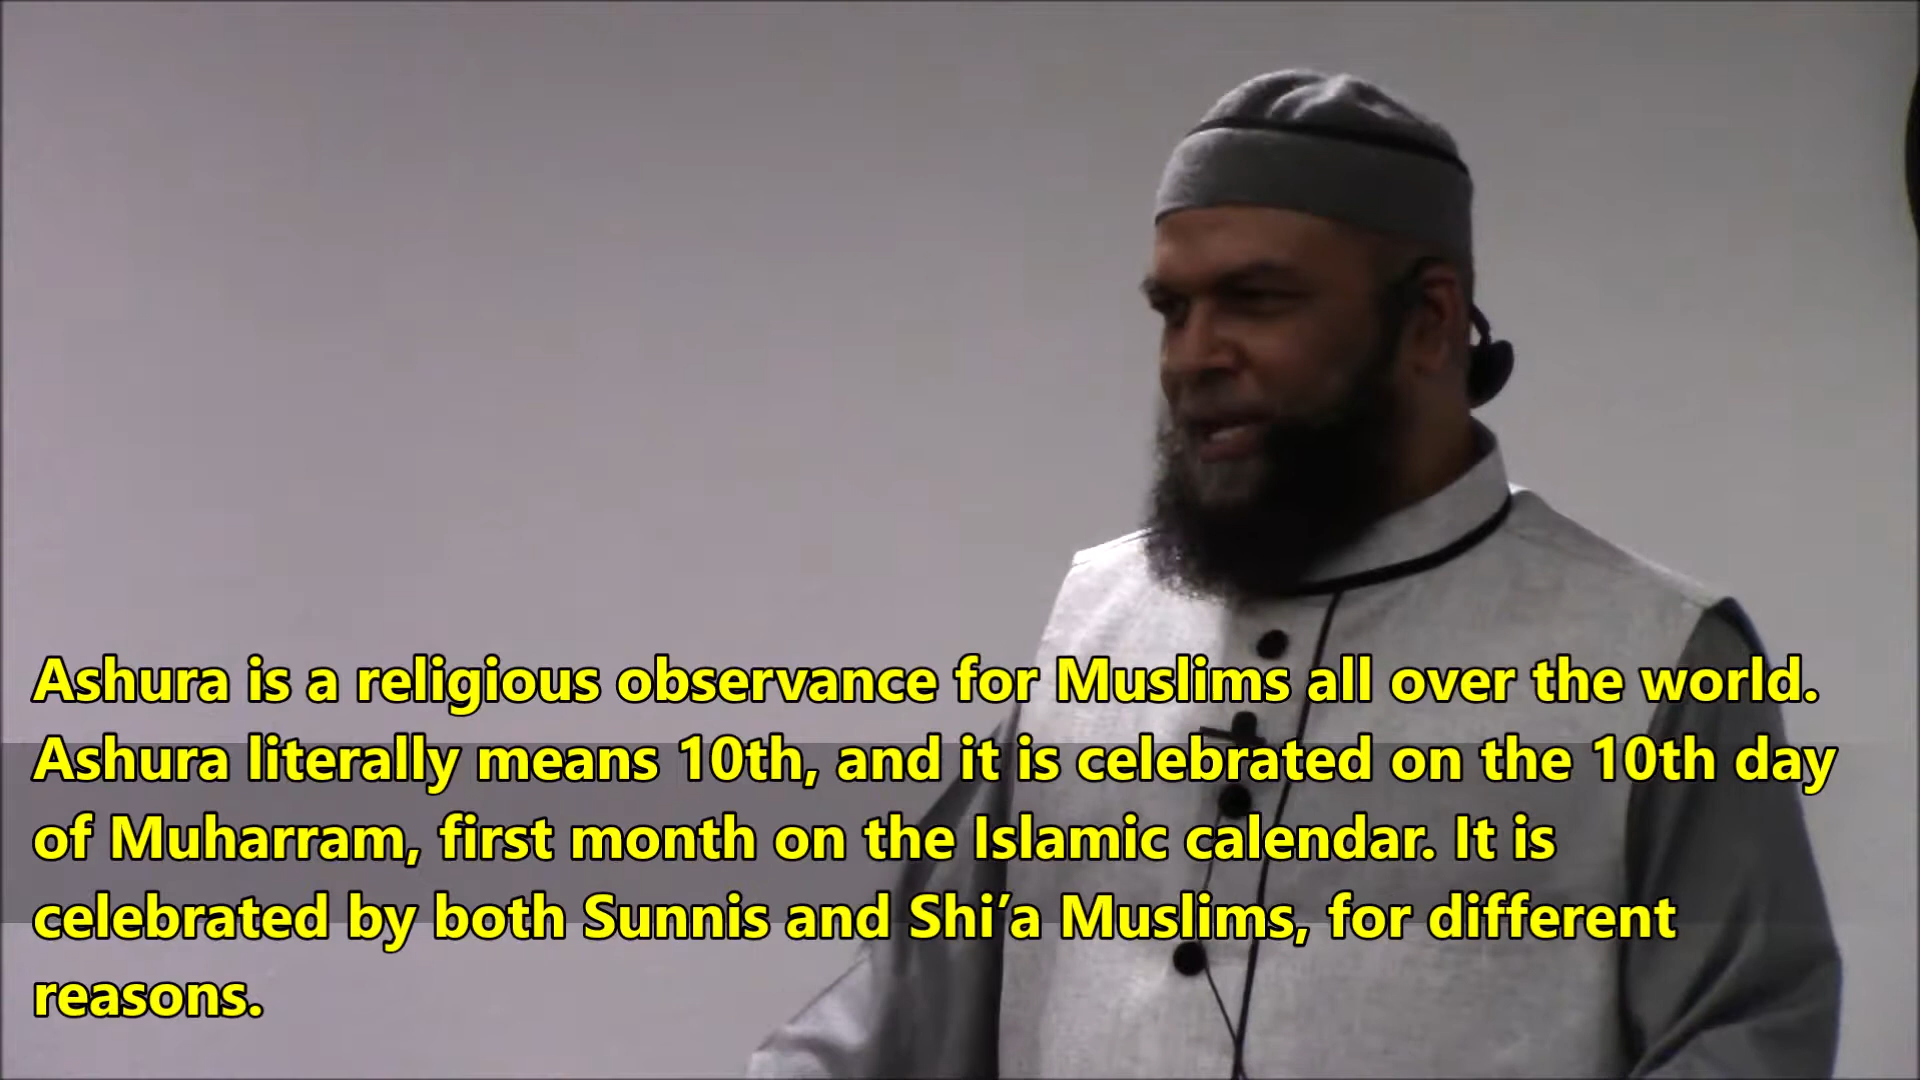 Ashura is a religious observance for Muslims all over the world.
Ashura literally means 10th, and it is celebrated on the 10th day
of Muharram, first month on the Islamic calendar. It is
celebrated by both Sunnis and Shi’a Muslims, for different
reasons.